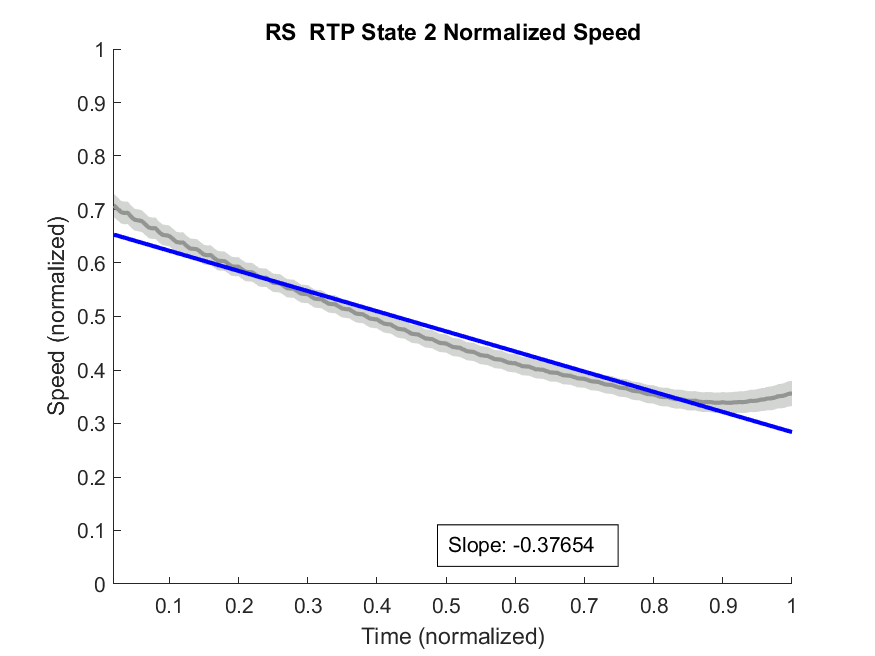 RS  RTP State 2 Normalized Speed
1
0.9
0.8
0.7
0.6
0.5
0.4
0.3
0.2
0.1
0
Speed (normalized)
Slope: -0.37654
0.1 0.2 0.3 0.4 0.5 0.6 0.7 0.8 0.9 1
Time (normalized)